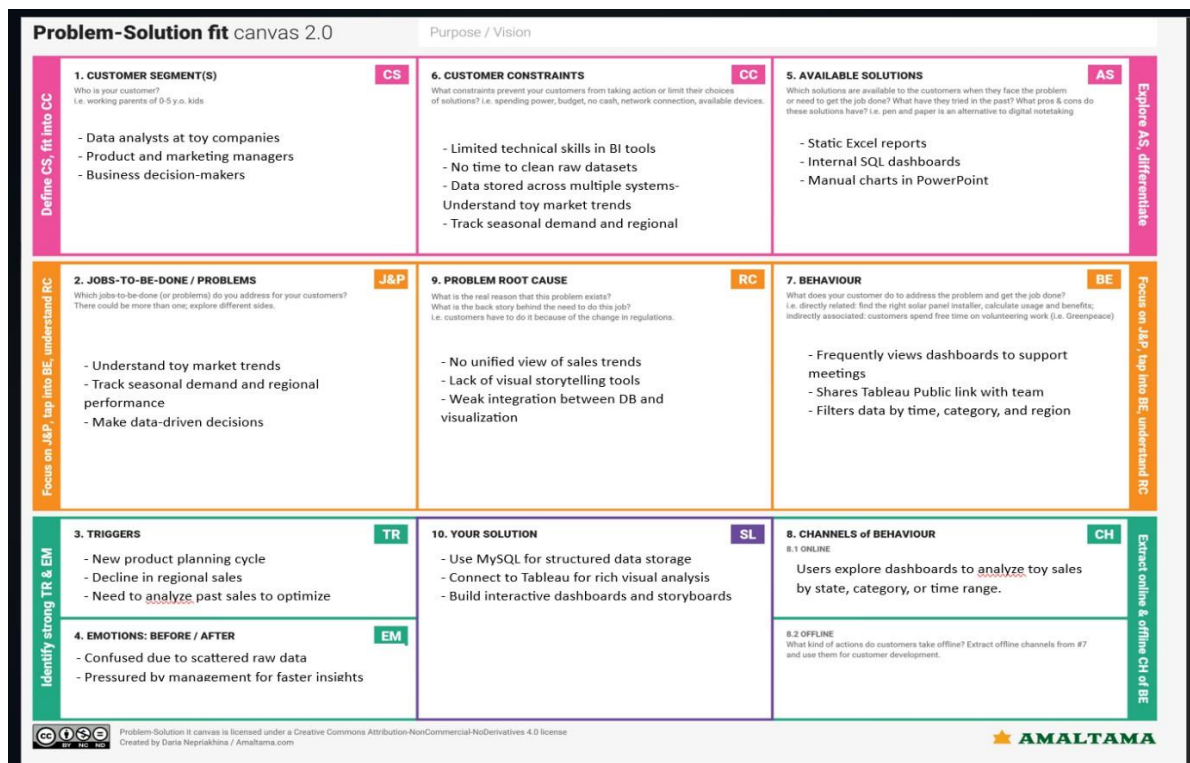 Problem-Solution fit canvas 2.0
Purpose / Vision
Define CS, fit into CC
1. CUSTOMER SEGMENT(S)
CS
Who is your customer?
i.e. working parents of 0-5 y.o. kids
- Data analysts at toy companies
- Product and marketing managers
- Business decision-makers
6. CUSTOMER CONSTRAINTS
CC
What constraints prevent your customers from taking action or limit their choices
of solutions? i.e. spending power, budget, no cash, network connection, available devices.
- Limited technical skills in BI tools
- No time to clean raw datasets
- Data stored across multiple systems-
Understand toy market trends
- Track seasonal demand and regional
5. AVAILABLE SOLUTIONS
AS
Which solutions are available to the customers when they face the problem
or need to get the job done? What have they tried in the past? What pros & cons do
these solutions have? i.e. pen and paper is an alternative to digital notetaking
- Static Excel reports
- Internal SQL dashboards
- Manual charts in PowerPoint
Explore AS, differentiate
Focus on J&P, tap into BE, understand RC
2. JOBS-TO-BE-DONE / PROBLEMS
J&P
Which jobs-to-be-done (or problems) do you address for your customers?
There could be more than one; explore different sides.
- Understand toy market trends
- Track seasonal demand and regional
performance
- Make data-driven decisions
9. PROBLEM ROOT CAUSE
RC
What is the real reason that this problem exists?
What is the back story behind the need to do this job?
i.e. customers have to do it because of the change in regulations.
- No unified view of sales trends
- Lack of visual storytelling tools
- Weak integration between DB and
visualization
7. BEHAVIOUR
BE
What does your customer do to address the problem and get the job done?
i.e. directly related: find the right solar panel installer, calculate usage and benefits;
indirectly associated: customers spend free time on volunteering work (i.e. Greenpeace)
- Frequently views dashboards to support
meetings
- Shares Tableau Public link with team
- Filters data by time, category, and region
Focus on J&P, tap into BE, understand RC
Identify strong TR & EM
3. TRIGGERS
TR
- New product planning cycle
- Decline in regional sales
- Need to analyze past sales to optimize
4. EMOTIONS: BEFORE / AFTER
EM
- Confused due to scattered raw data
- Pressured by management for faster insights
10. YOUR SOLUTION
SL
- Use MySQL for structured data storage
- Connect to Tableau for rich visual analysis
- Build interactive dashboards and storyboards
8. CHANNELS of BEHAVIOUR
CH
8.1 ONLINE
Users explore dashboards to analyze toy sales
by state, category, or time range.
8.2 OFFLINE
What kind of actions do customers take offline? Extract offline channels from #7
and use them for customer development.
Extract online & offline CH of BE
cc
BY NC ND
Problem-Solution it canvas is licensed under a Creative Commons Attribution-NonCommercial-NoDerivatives 4.0 license
Created by Daria Nepriakhina / Amaltama.com
AMALTAMA